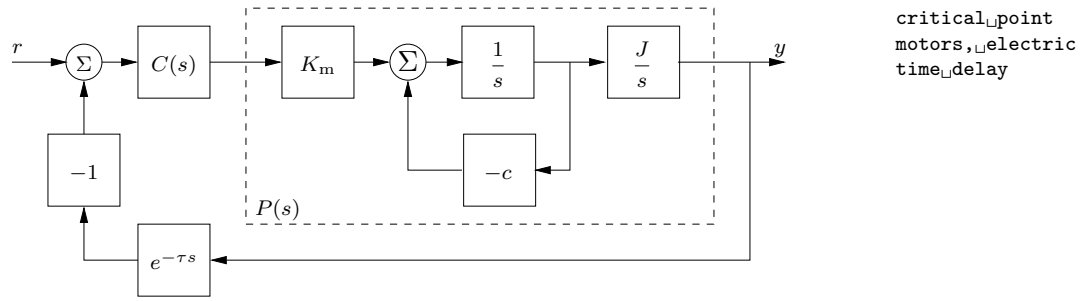 r
Σ
C(s)
K_m
Σ
1/s
J/s
y
-1
-c
P(s)
e^{-τs}
critical␣point
motors,␣electric
time␣delay